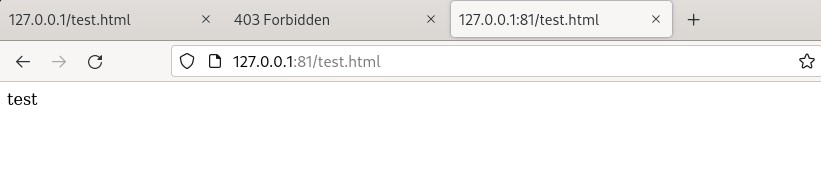 127.0.0.1/test.html
403 Forbidden
127.0.0.1:81/test.html
127.0.0.1:81/test.html
test